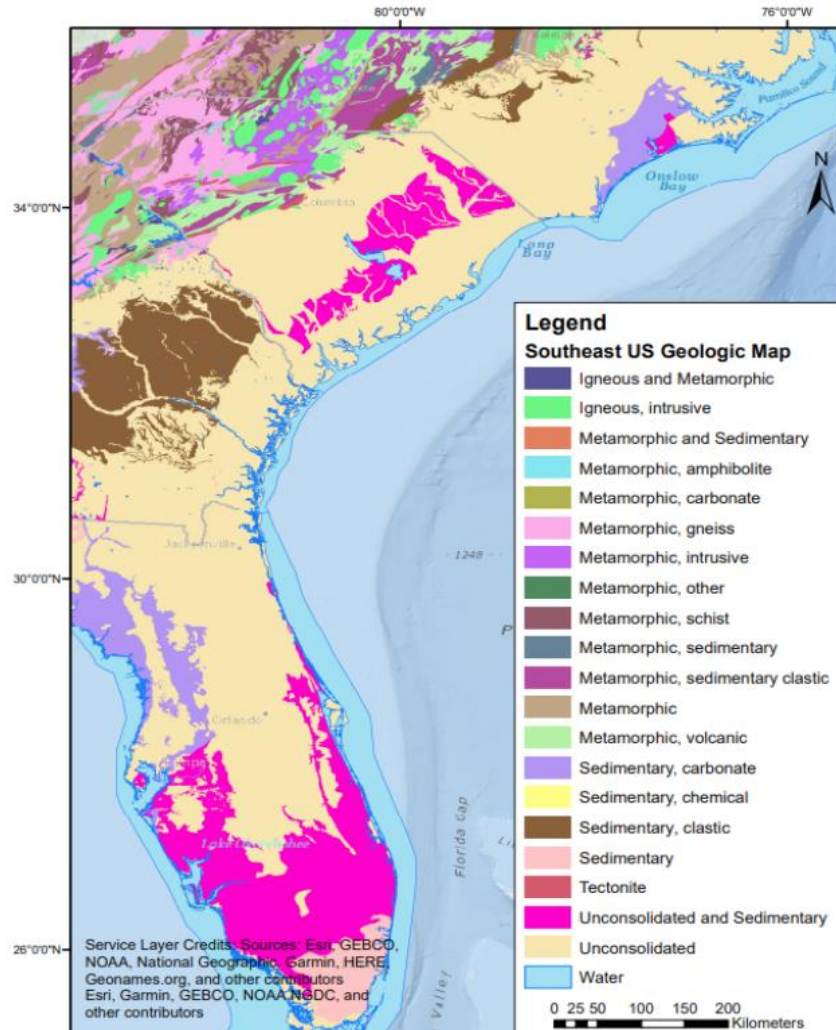 80°0'0"W
76°0'0"W
Pamlico Sound
N
Onslow
Bay
34°0'0"N
Columbia
Long
Bay
Legend
Southeast US Geologic Map
Igneous and Metamorphic
Igneous, intrusive
Metamorphic and Sedimentary
Metamorphic, amphibolite
Metamorphic, carbonate
Metamorphic, gneiss
Metamorphic, intrusive
Metamorphic, other
Metamorphic, schist
Metamorphic, sedimentary
Metamorphic, sedimentary clastic
Metamorphic
Metamorphic, volcanic
Sedimentary, carbonate
Sedimentary, chemical
Sedimentary, clastic
Sedimentary
Tectonite
Unconsolidated and Sedimentary
Unconsolidated
Water
0 25 50 100 150 200
Kilometers
Jacksonville
1248
30°0'0"N
P
Orlando
Tampa
Lake Okeechobee
Florida Gap
Valley
26°0'0"N
Service Layer Credits: Sources: Esri, GEBCO,
NOAA, National Geographic, Garmin, HERE,
Geonames.org, and other contributors
Esri, Garmin, GEBCO, NOAA NGDC, and
other contributors